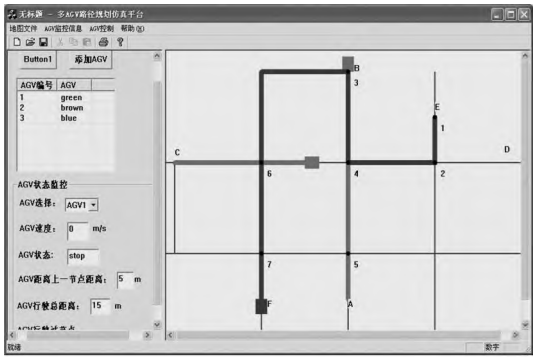 无标题 - 多AGV路径规划仿真平台
地图文件 AGV监控信息 AGV控制 帮助(H)
Button1 添加AGV
AGV编号 AGV
1 green
2 brown
3 blue
AGV状态监控
AGV选择: AGV1
AGV速度: 0 m/s
AGV状态: stop
AGV距离上一节点距离: 5 m
AGV行驶总距离: 15 m
B
3
E
1
C
D
6
4
2
7
5
F
A
就绪
数字